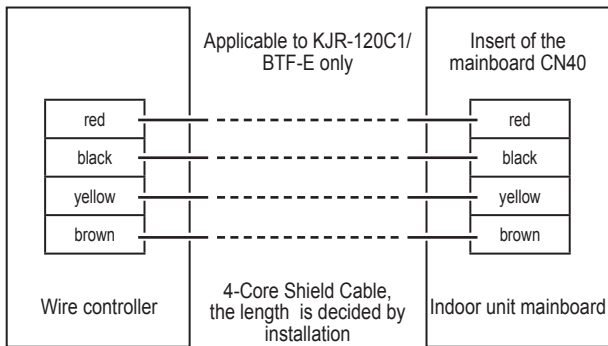 Applicable to KJR-120C1/
BTF-E only
Insert of the
mainboard CN40
red
black
yellow
brown
red
black
yellow
brown
Wire controller
4-Core Shield Cable,
the length is decided by
installation
Indoor unit mainboard